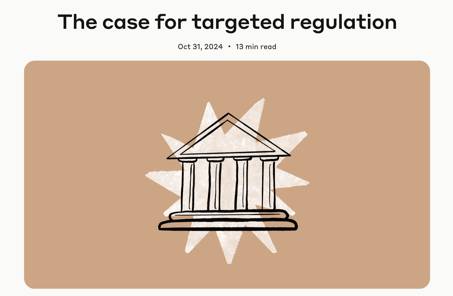 The case for targeted regulation
Oct 31, 2024 • 13 min read